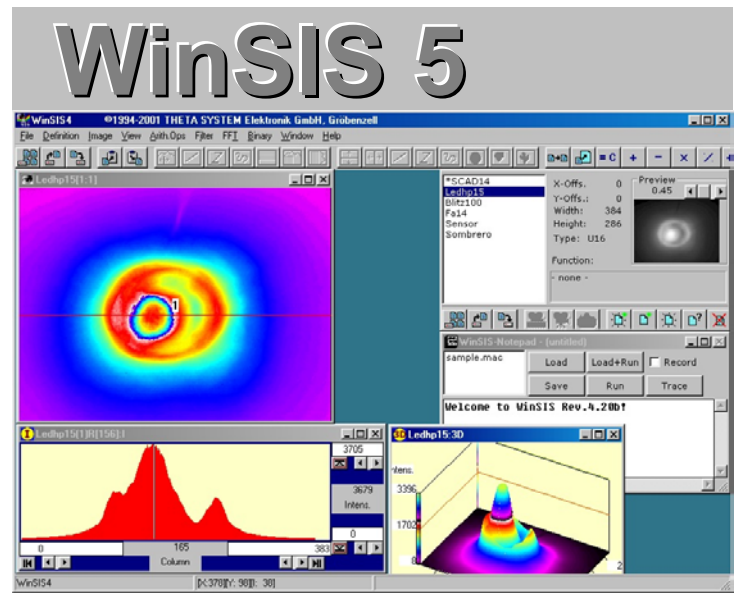 WinSIS 5
WinSIS4 ©1994-2001 THETA SYSTEM Elektronik GmbH, Gröbenzell
File Definition Image View Arith.Ops Filter FFT Binary Window Help
= C + - x
Ledhp15[1:1]
1
*SCAD14
Ledhp15
Blitz100
Fa14
Sensor
Sombrero
X-Offs. 0
Y-Offs.: 0
Width: 384
Height: 286
Type: U16
Function:
- none -
Preview
0.45
WinSIS-Notepad - (untitled)
sample.mac
Load Load+Run Record
Save Run Trace
Welcome to WinSIS Rev.4.20b!
Ledhp15[1]R[156]:I
3705
3679
Intens.
0
0 165 383
Column
3D Ledhp15:3D
Intens.
3396
1702
8
2
WinSIS4 [X:378][Y: 98][I: 38]